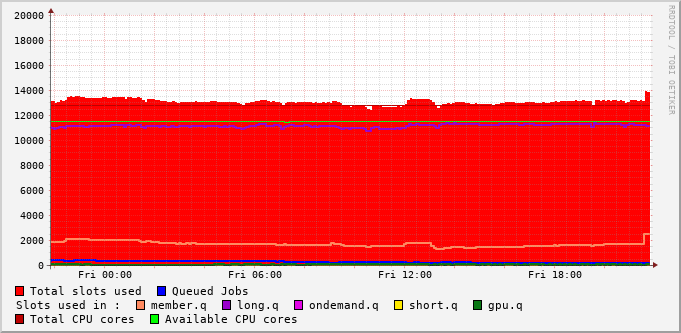 20000
18000
16000
14000
12000
10000
8000
6000
4000
2000
0
Fri 00:00 Fri 06:00 Fri 12:00 Fri 18:00
Total slots used Queued Jobs
Slots used in : member.q long.q ondemand.q short.q gpu.q
Total CPU cores Available CPU cores
RRDTOOL / TOBI OETIKER